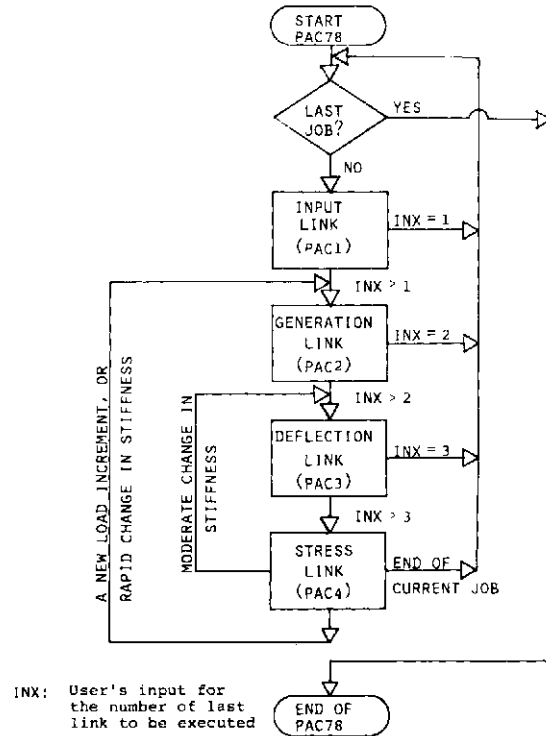 START
PAC78
LAST
JOB?
YES
NO
INPUT
LINK
(PAC1)
INX = 1
INX > 1
GENERATION
LINK
(PAC2)
INX = 2
INX > 2
DEFLECTION
LINK
(PAC3)
INX = 3
INX > 3
STRESS
LINK
(PAC4)
END OF
CURRENT JOB
MODERATE CHANGE IN
STIFFNESS
A NEW LOAD INCREMENT, OR
RAPID CHANGE IN STIFFNESS
INX: User's input for
the number of last
link to be executed
END OF
PAC78